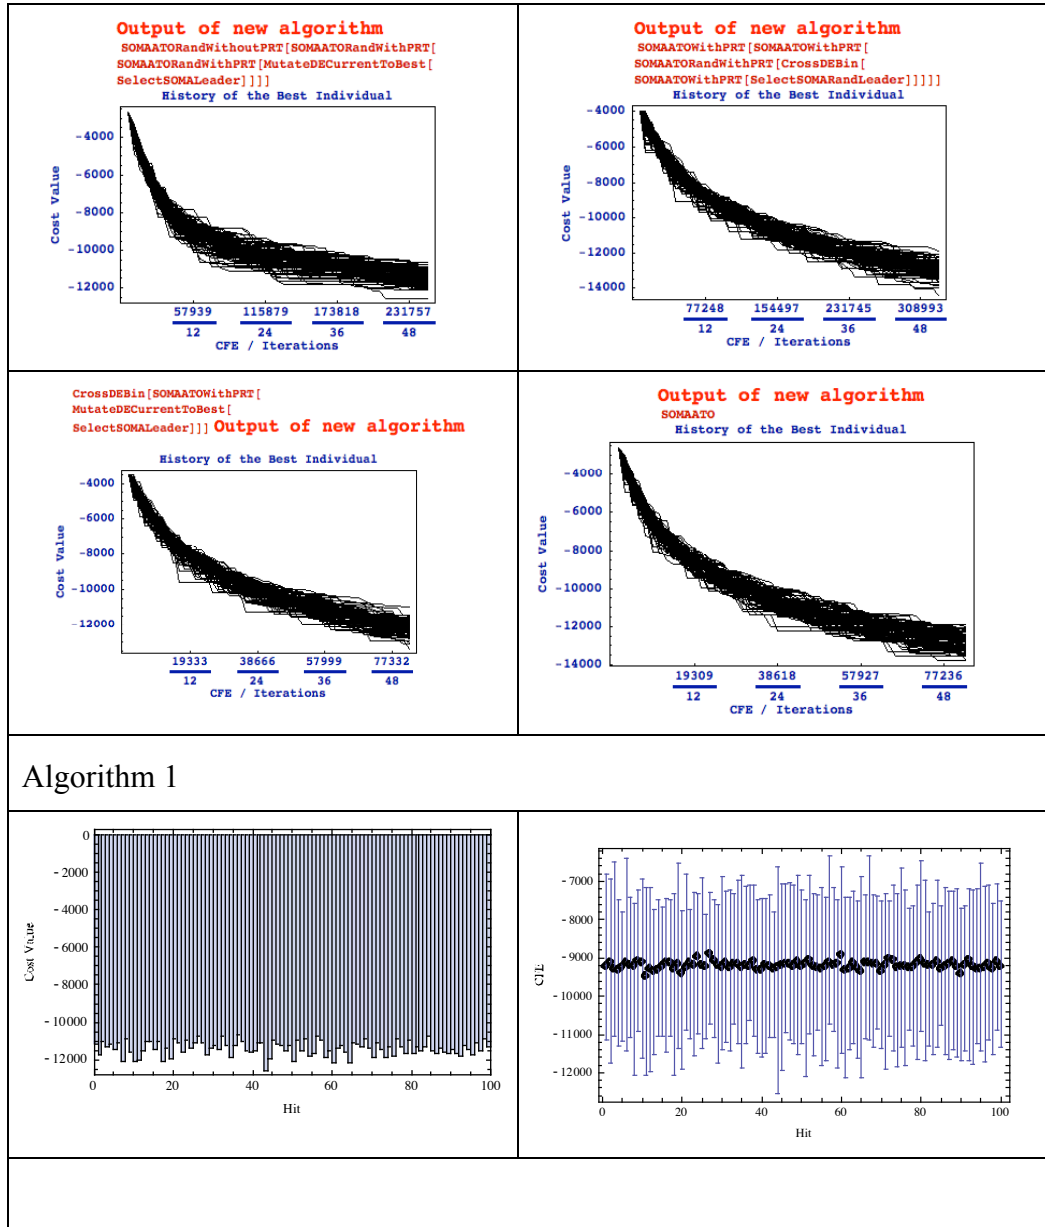 Output of new algorithm
SOMAATORandWithoutPRT[SOMAATORandWithPRT[
SOMAATORandWithPRT[MutateDECurrentToBest[
SelectSOMALeader]]]]
History of the Best Individual
-4000
-6000
-8000
-10000
-12000
Cost Value
57939 115879 173818 231757
12 24 36 48
CFE / Iterations
Output of new algorithm
SOMAATOWithPRT[SOMAATOWithPRT[
SOMAATORandWithPRT[CrossDEBin[
SOMAATOWithPRT[SelectSOMARandLeader]]]]]
History of the Best Individual
-4000
-6000
-8000
-10000
-12000
-14000
Cost Value
77248 154497 231745 308993
12 24 36 48
CFE / Iterations
CrossDEBin[SOMAATOWithPRT[
MutateDECurrentToBest[
SelectSOMALeader]]] Output of new algorithm
History of the Best Individual
-4000
-6000
-8000
-10000
-12000
Cost Value
19333 38666 57999 77332
12 24 36 48
CFE / Iterations
Output of new algorithm
SOMAATO
History of the Best Individual
-4000
-6000
-8000
-10000
-12000
-14000
Cost Value
19309 38618 57927 77236
12 24 36 48
CFE / Iterations
Algorithm 1
0
-2000
-4000
-6000
-8000
-10000
-12000
Cost Value
0 20 40 60 80 100
Hit
-7000
-8000
-9000
-10000
-11000
-12000
CFE
0 20 40 60 80 100
Hit